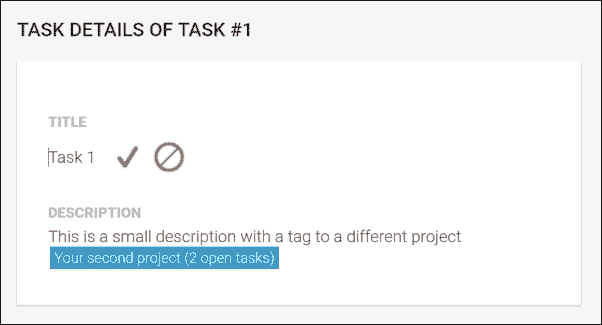 TASK DETAILS OF TASK #1
TITLE
Task 1
DESCRIPTION
This is a small description with a tag to a different project
Your second project (2 open tasks)